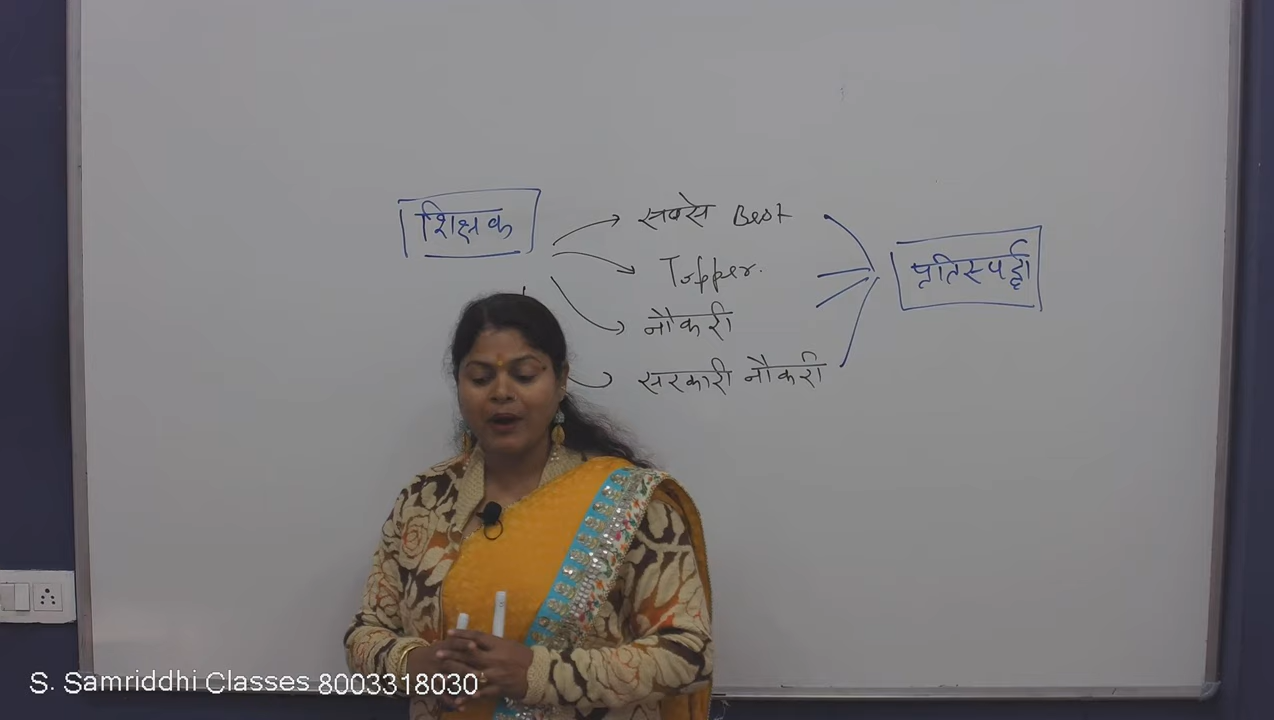 शिक्षक
सबसे Best
Topper.
नौकरी
सरकारी नौकरी
प्रतिस्पर्द्धा
S. Samriddhi Classes 8003318030